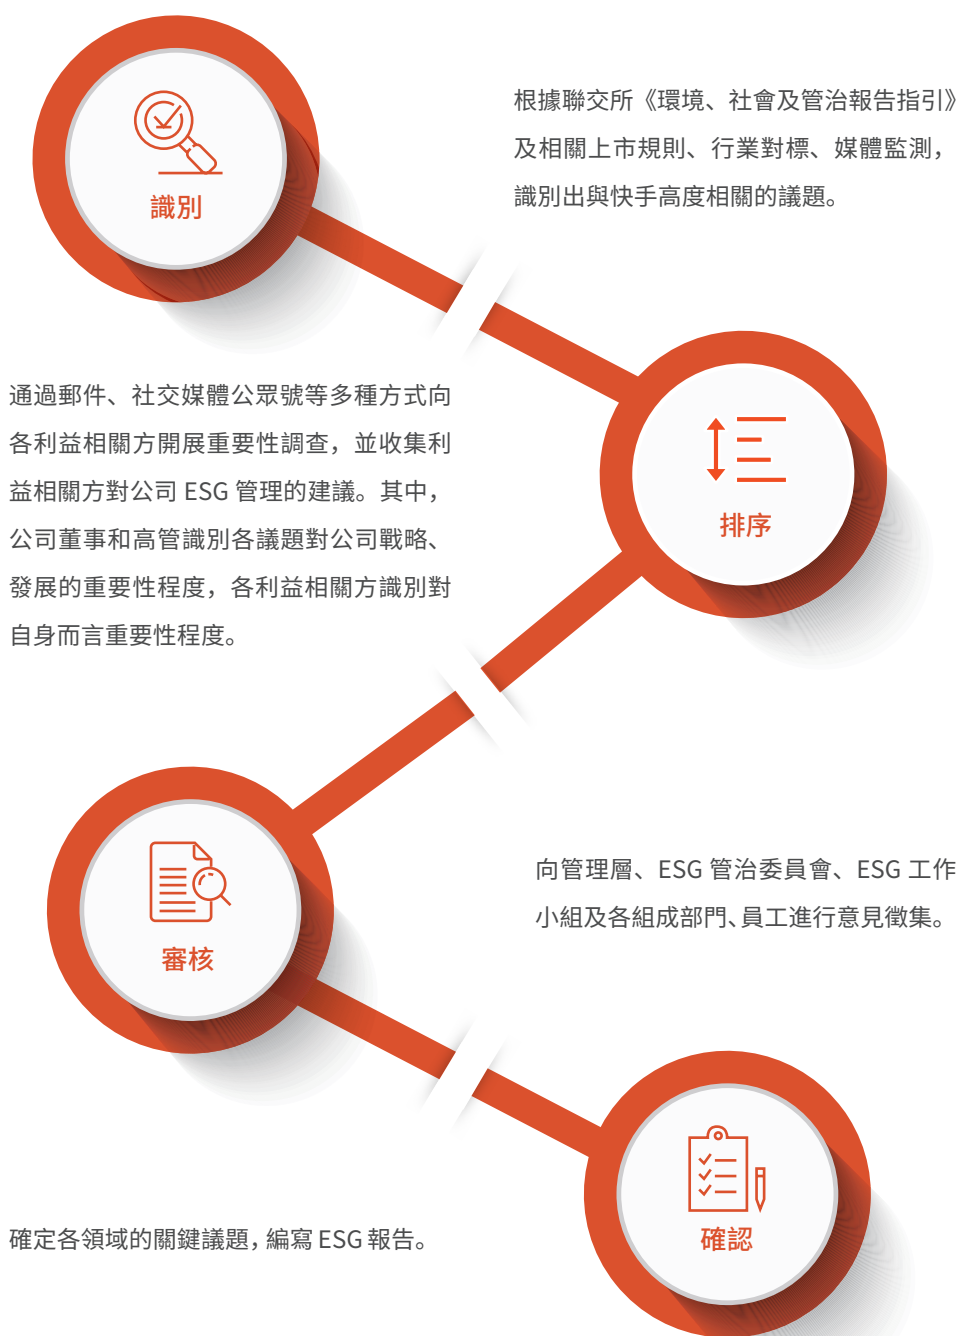 識別
根據聯交所《環境、社會及管治報告指引》
及相關上市規則、行業對標、媒體監測，
識別出與快手高度相關的議題。
排序
通過郵件、社交媒體公眾號等多種方式向
各利益相關方開展重要性調查，並收集利
益相關方對公司 ESG 管理的建議。其中，
公司董事和高管識別各議題對公司戰略、
發展的重要性程度，各利益相關方識別對
自身而言重要性程度。
審核
向管理層、ESG 管治委員會、ESG 工作
小組及各組成部門、員工進行意見徵集。
確認
確定各領域的關鍵議題，編寫 ESG 報告。